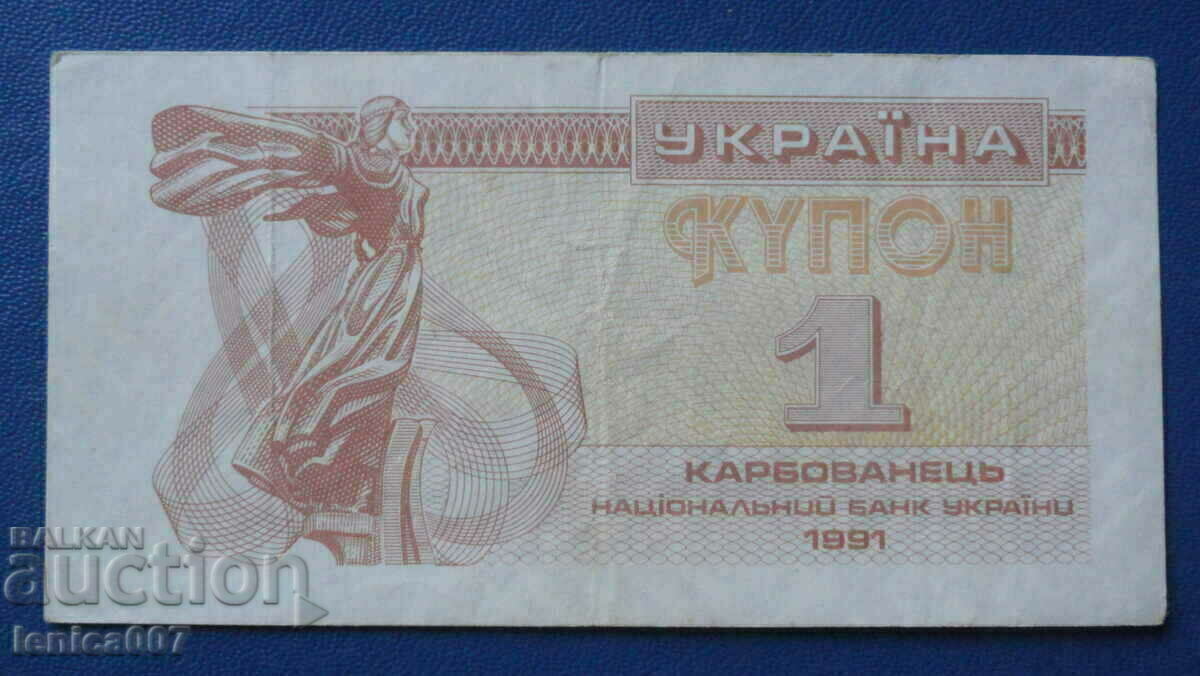 УКРАЇНА
КУПОН
1
КАРБОВАНЕЦЬ
НАЦІОНАЛЬНИЙ БАНК УКРАЇНИ
1991
BALKAN
auction
lenica007